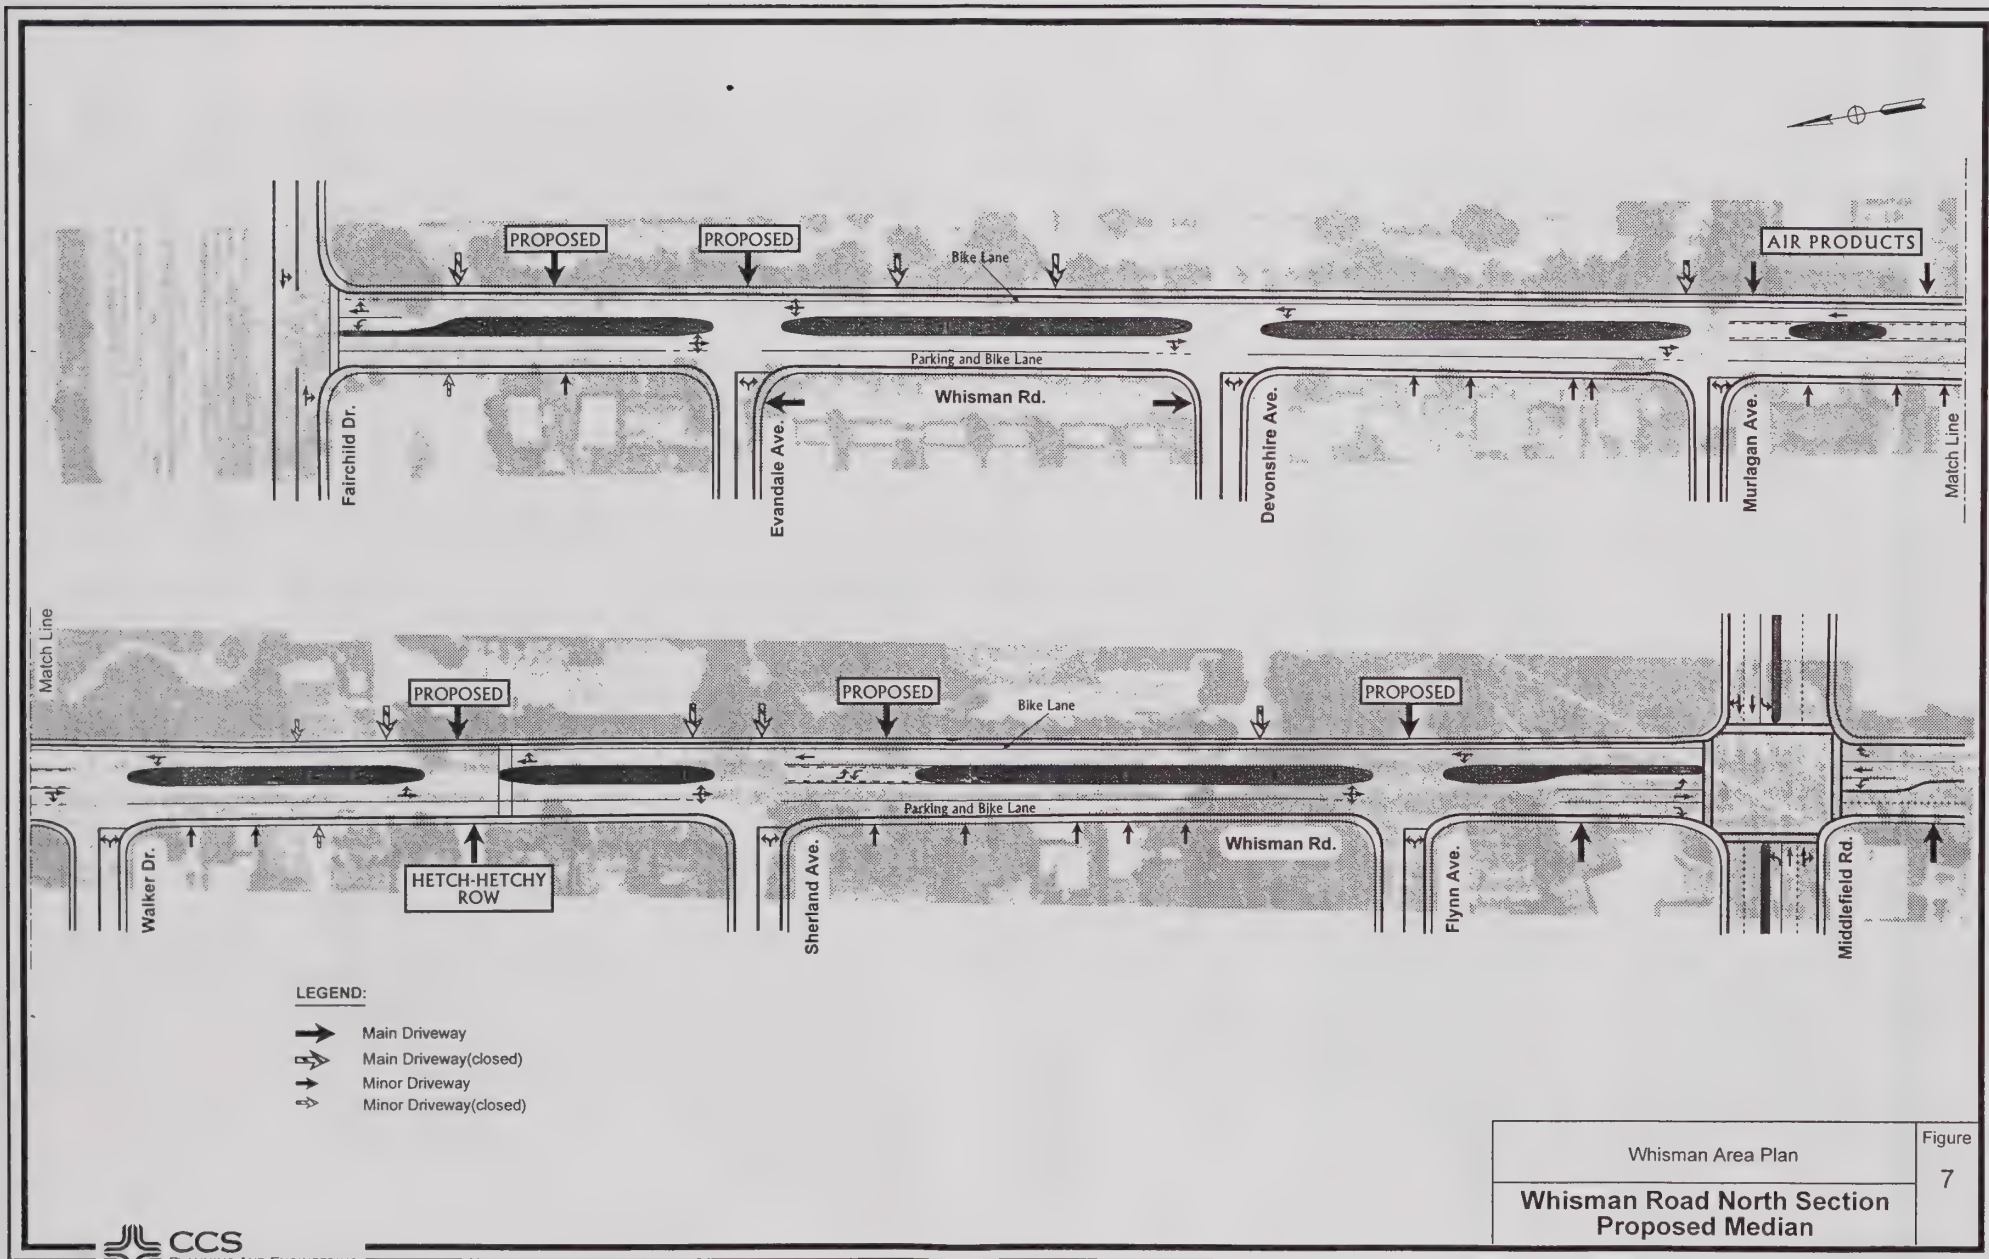 PROPOSED
PROPOSED
AIR PRODUCTS
Bike Lane
Parking and Bike Lane
Whisman Rd.
Fairchild Dr.
Evandale Ave.
Devonshire Ave.
Murlagan Ave.
Match Line
Match Line
PROPOSED
PROPOSED
PROPOSED
Bike Lane
Parking and Bike Lane
Whisman Rd.
HETCH-HETCHY
ROW
Walker Dr.
Sherland Ave.
Flynn Ave.
Middlefield Rd.
LEGEND:
Main Driveway
Main Driveway(closed)
Minor Driveway
Minor Driveway(closed)
Whisman Area Plan
Figure
7
Whisman Road North Section
Proposed Median
CCS